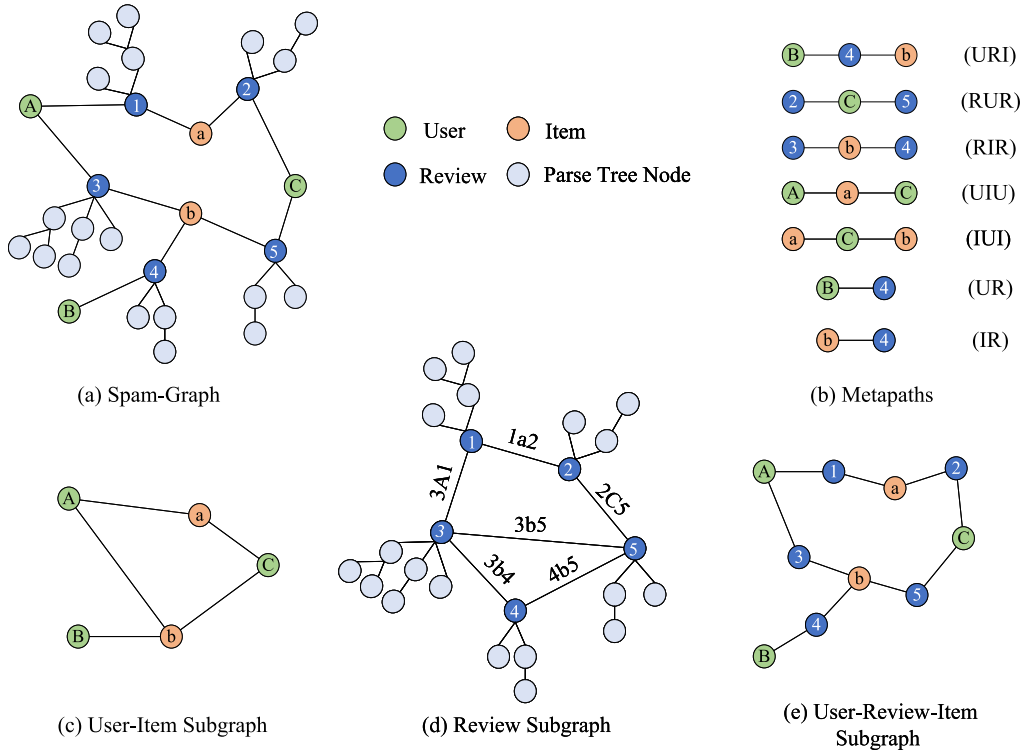 A
1
2
a
C
3
b
5
4
B
(a) Spam-Graph
User
Item
Review
Parse Tree Node
B 4 b (URI)
2 C 5 (RUR)
3 b 4 (RIR)
A a C (UIU)
a C b (IUI)
B 4 (UR)
b 4 (IR)
(b) Metapaths
A
a
C
B
b
(c) User-Item Subgraph
1
1a2
2
3A1
2C5
3
3b5
5
3b4
4b5
4
(d) Review Subgraph
A
1
2
a
C
3
b
5
4
B
(e) User-Review-Item
Subgraph